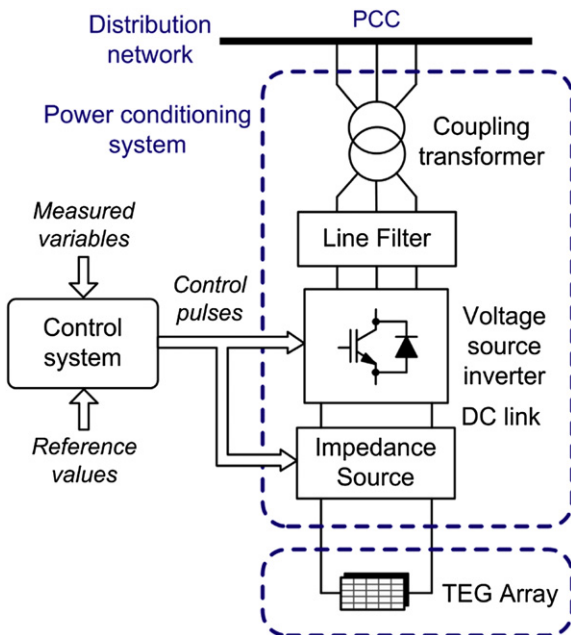 Distribution
network
PCC
Power conditioning
system
Coupling
transformer
Measured
variables
Line Filter
Control
pulses
Control
system
Voltage
source
inverter
DC link
Reference
values
Impedance
Source
TEG Array